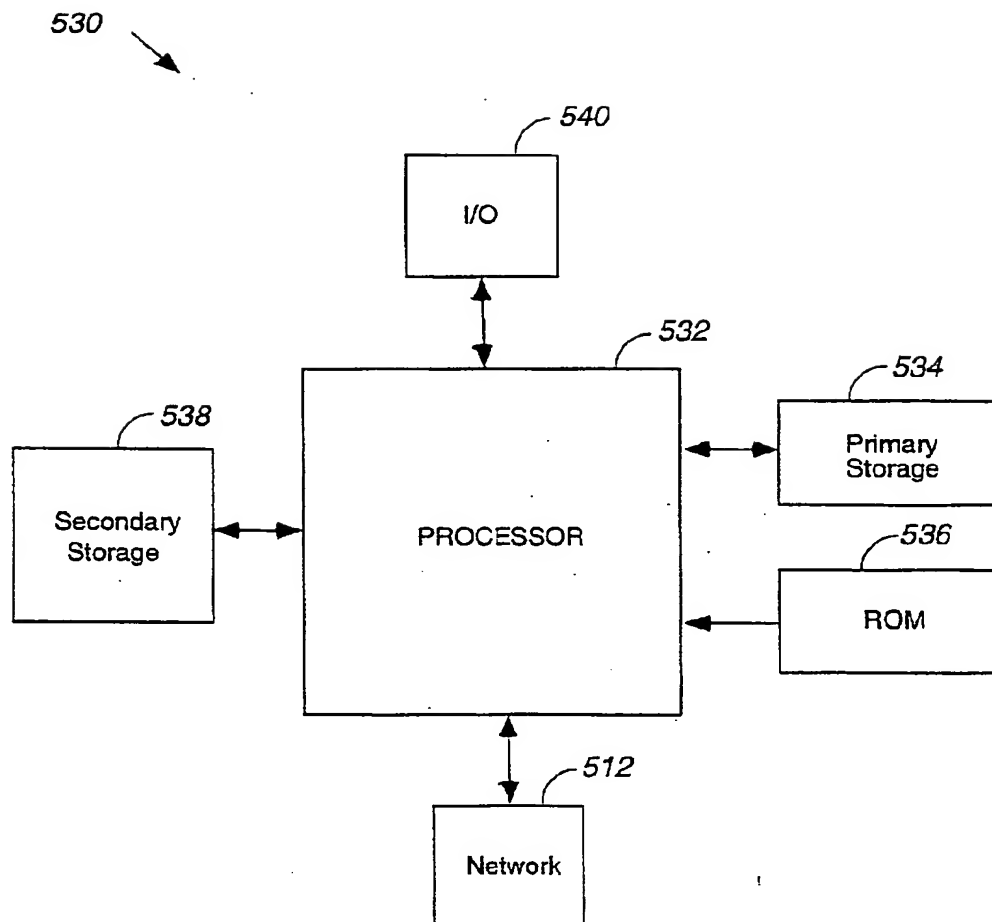 530
540
I/O
532
534
Primary
Storage
538
Secondary
Storage
PROCESSOR
536
ROM
512
Network